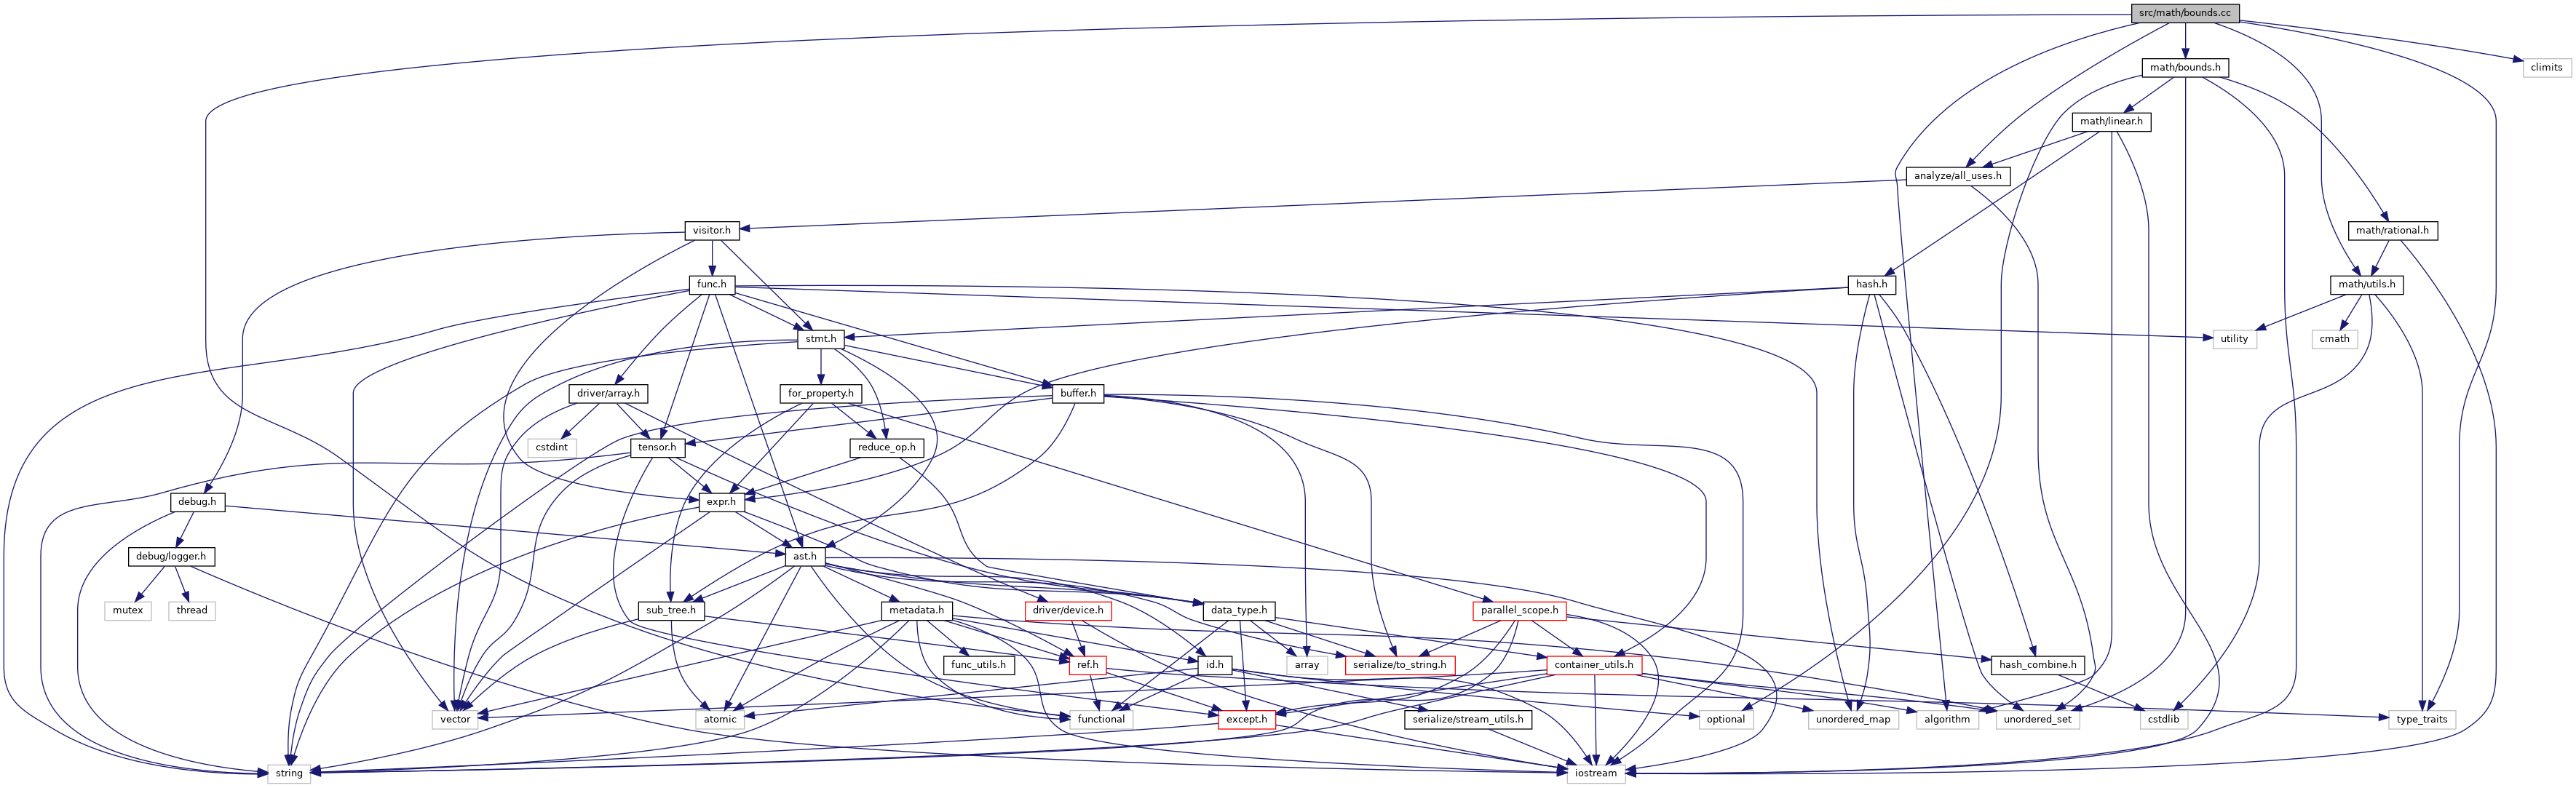 src/math/bounds.cc
math/bounds.h
climits
math/linear.h
analyze/all_uses.h
visitor.h
math/rational.h
func.h
hash.h
math/utils.h
stmt.h
utility
cmath
driver/array.h
for_property.h
buffer.h
cstdint
tensor.h
reduce_op.h
debug.h
expr.h
debug/logger.h
ast.h
mutex
thread
sub_tree.h
metadata.h
driver/device.h
data_type.h
parallel_scope.h
func_utils.h
ref.h
id.h
array
serialize/to_string.h
container_utils.h
hash_combine.h
vector
atomic
functional
except.h
serialize/stream_utils.h
optional
unordered_map
algorithm
unordered_set
cstdlib
type_traits
string
iostream